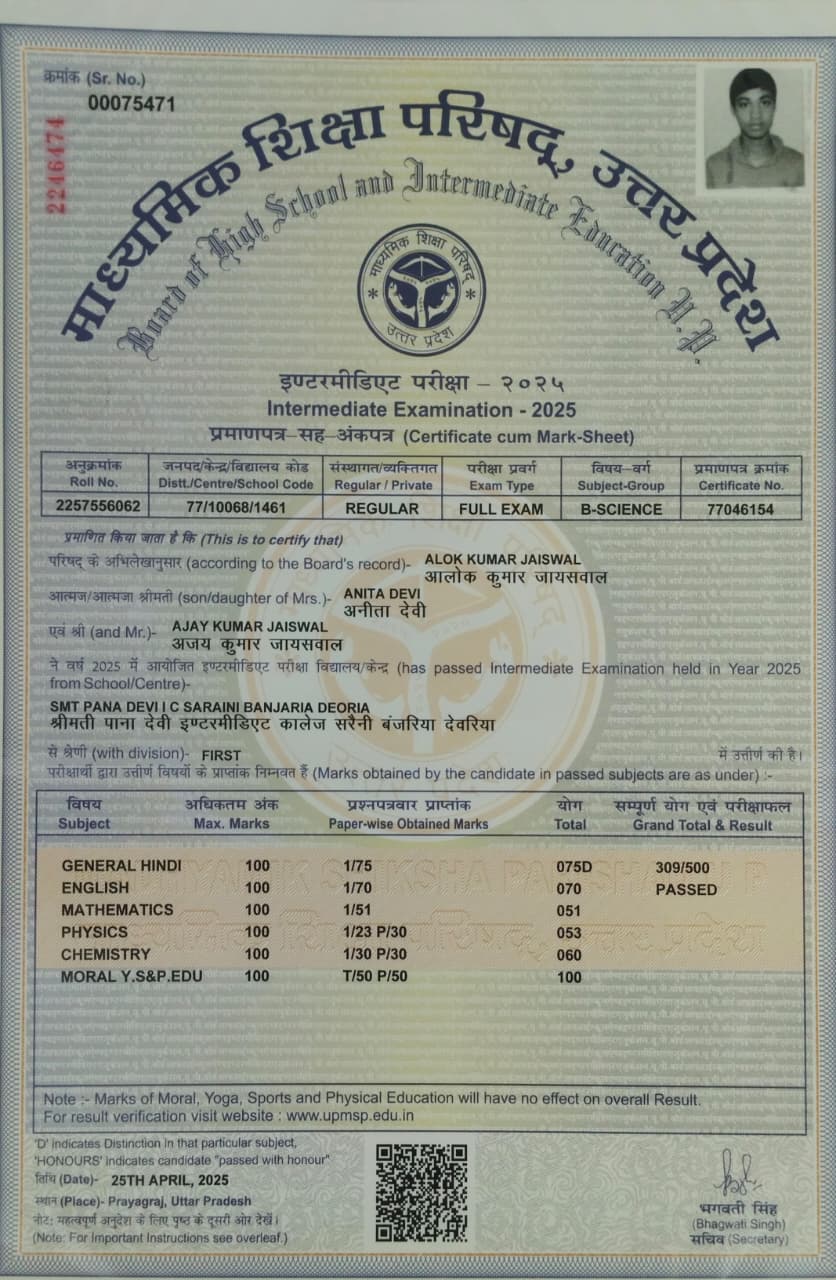 क्रमांक (Sr. No.)
00075471
2246474
माध्यमिक शिक्षा परिषद्, उत्तर प्रदेश
Board of High School and Intermediate Education U.P.
माध्यमिक शिक्षा परिषद्
उत्तर प्रदेश
इण्टरमीडिएट परीक्षा – २०२५
Intermediate Examination - 2025
प्रमाणपत्र–सह–अंकपत्र (Certificate cum Mark-Sheet)
अनुक्रमांक जनपद/केन्द्र/विद्यालय कोड संस्थागत/व्यक्तिगत परीक्षा प्रवर्ग विषय–वर्ग प्रमाणपत्र क्रमांक
Roll No. Distt./Centre/School Code Regular / Private Exam Type Subject-Group Certificate No.
2257556062 77/10068/1461 REGULAR FULL EXAM B-SCIENCE 77046154
प्रमाणित किया जाता है कि (This is to certify that)
परिषद् के अभिलेखानुसार (according to the Board's record)- ALOK KUMAR JAISWAL
आलोक कुमार जायसवाल
आत्मज/आत्मजा श्रीमती (son/daughter of Mrs.)- ANITA DEVI
अनीता देवी
एवं श्री (and Mr.)- AJAY KUMAR JAISWAL
अजय कुमार जायसवाल
ने वर्ष 2025 में आयोजित इण्टरमीडिएट परीक्षा विद्यालय/केन्द्र (has passed Intermediate Examination held in Year 2025
from School/Centre)-
SMT PANA DEVI I C SARAINI BANJARIA DEORIA
श्रीमती पाना देवी इण्टरमीडिएट कालेज सरैनी बंजरिया देवरिया
से श्रेणी (with division)- FIRST में उत्तीर्ण की है।
परीक्षार्थी द्वारा उत्तीर्ण विषयों के प्राप्तांक निम्नवत हैं (Marks obtained by the candidate in passed subjects are as under) :-
विषय अधिकतम अंक प्रश्नपत्रवार प्राप्तांक योग सम्पूर्ण योग एवं परीक्षाफल
Subject Max. Marks Paper-wise Obtained Marks Total Grand Total & Result
GENERAL HINDI 100 1/75 075D 309/500
ENGLISH 100 1/70 070 PASSED
MATHEMATICS 100 1/51 051
PHYSICS 100 1/23 P/30 053
CHEMISTRY 100 1/30 P/30 060
MORAL Y.S&P.EDU 100 T/50 P/50 100
Note :- Marks of Moral, Yoga, Sports and Physical Education will have no effect on overall Result.
For result verification visit website : www.upmsp.edu.in
'D' indicates Distinction in that particular subject,
'HONOURS' indicates candidate "passed with honour"
तिथि (Date)- 25TH APRIL, 2025
स्थान (Place)- Prayagraj, Uttar Pradesh
नोट: महत्वपूर्ण अनुदेश के लिए पृष्ठ के दूसरी ओर देखें।
(Note: For Important Instructions see overleaf.)
भगवती सिंह
(Bhagwati Singh)
सचिव (Secretary)